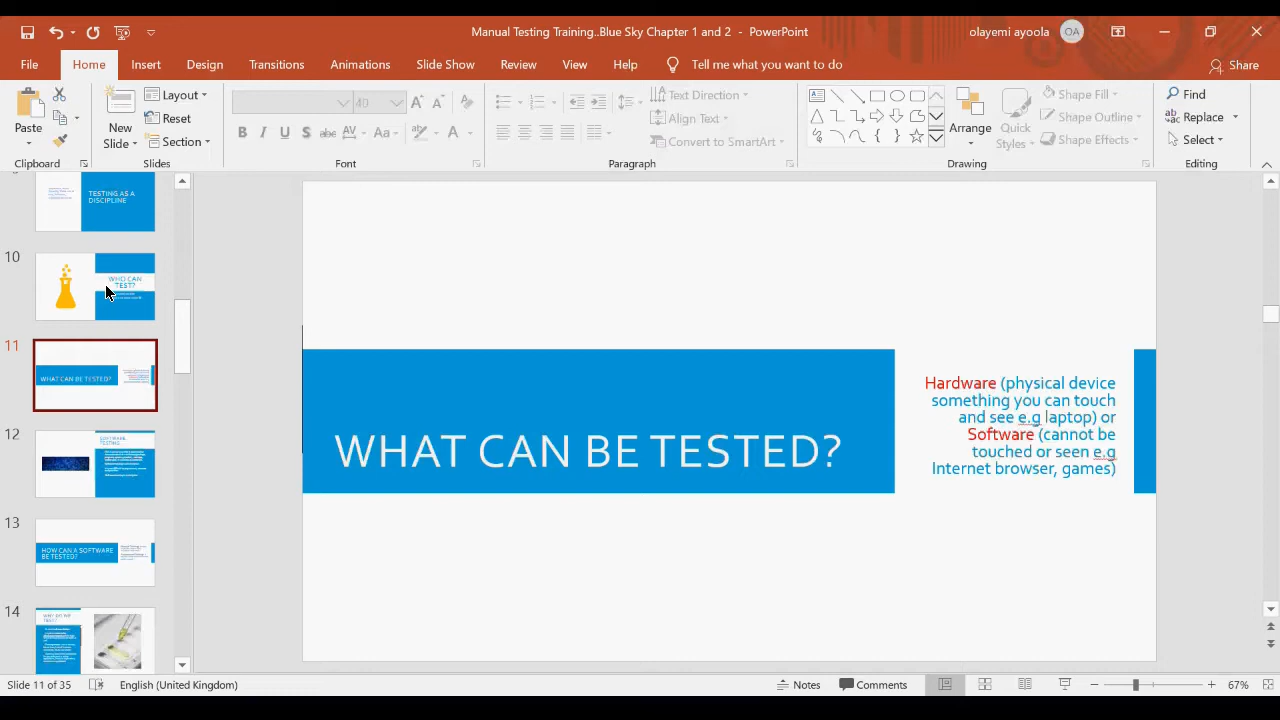 Manual Testing Training..Blue Sky Chapter 1 and 2 - PowerPoint
olayemi ayoola
OA
File
Home
Insert
Design
Transitions
Animations
Slide Show
Review
View
Help
Tell me what you want to do
Share
Paste
New
Slide
Layout
Reset
Section
40
B I U S abc AV Aa A
Text Direction
Align Text
Convert to SmartArt
Arrange
Quick
Styles
Shape Fill
Shape Outline
Shape Effects
Find
Replace
Select
Clipboard
Slides
Font
Paragraph
Drawing
Editing
TESTING AS A
DISCIPLINE
10
WHO CAN
TEST?
11
WHAT CAN BE TESTED?
12
SOFTWARE
TESTING
13
HOW CAN A SOFTWARE
BE TESTED?
14
WHAT CAN BE TESTED?
Hardware (physical device
something you can touch
and see e.g laptop) or
Software (cannot be
touched or seen e.g
Internet browser, games)
Slide 11 of 35
English (United Kingdom)
Notes
Comments
67%